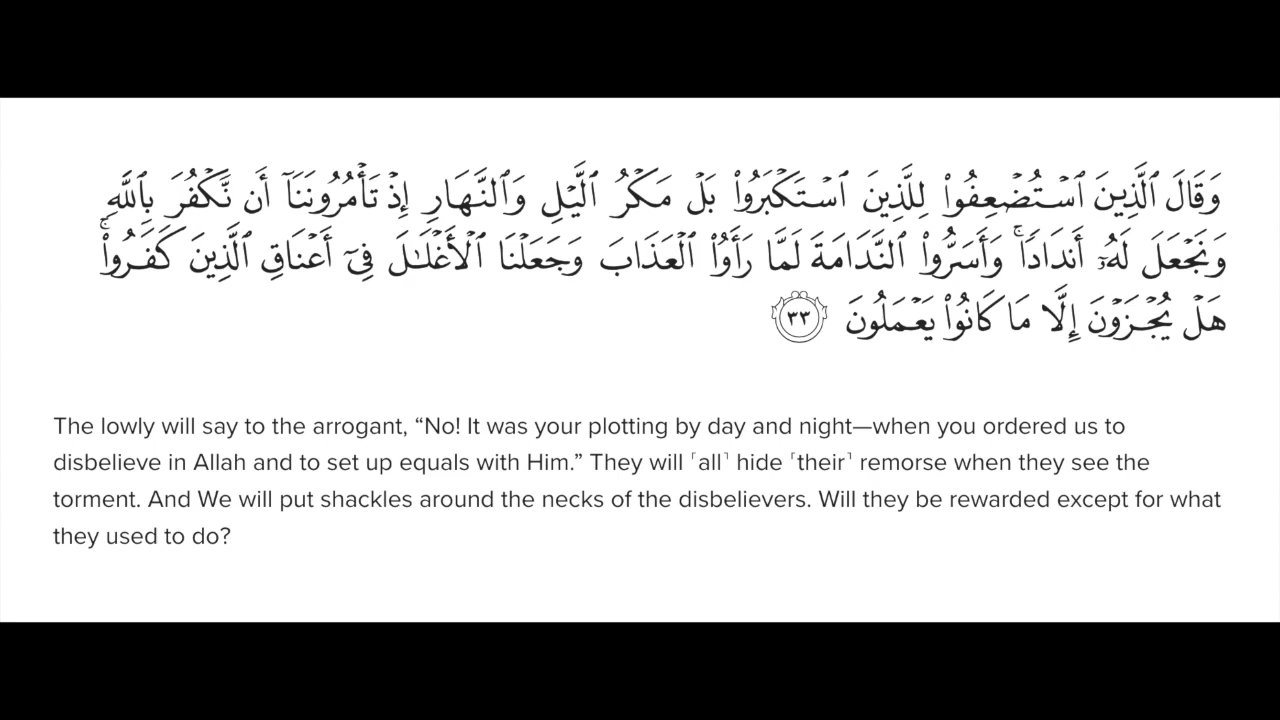 وَقَالَ ٱلَّذِينَ ٱسْتُضْعِفُوا۟ لِلَّذِينَ ٱسْتَكْبَرُوا۟ بَلْ مَكْرُ ٱلَّيْلِ وَٱلنَّهَارِ إِذْ تَأْمُرُونَنَآ أَن نَّكْفُرَ بِٱللَّهِ
وَنَجْعَلَ لَهُۥٓ أَندَادًا ۚ وَأَسَرُّوا۟ ٱلنَّدَامَةَ لَمَّا رَأَوُا۟ ٱلْعَذَابَ وَجَعَلْنَا ٱلْأَغْلَـٰلَ فِىٓ أَعْنَاقِ ٱلَّذِينَ كَفَرُوا۟ ۚ
هَلْ يُجْزَوْنَ إِلَّا مَا كَانُوا۟ يَعْمَلُونَ ٣٣
The lowly will say to the arrogant, “No! It was your plotting by day and night—when you ordered us to
disbelieve in Allah and to set up equals with Him.” They will ˹all˺ hide ˹their˺ remorse when they see the
torment. And We will put shackles around the necks of the disbelievers. Will they be rewarded except for what
they used to do?